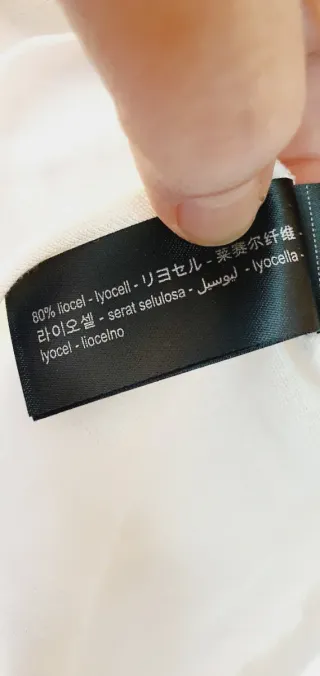 80% liocel - lyocell - リヨセル - 莱赛尔纤维 -
라이오셀 - serat selulosa - ليوسيل - lyocella -
lyocel - liocelno